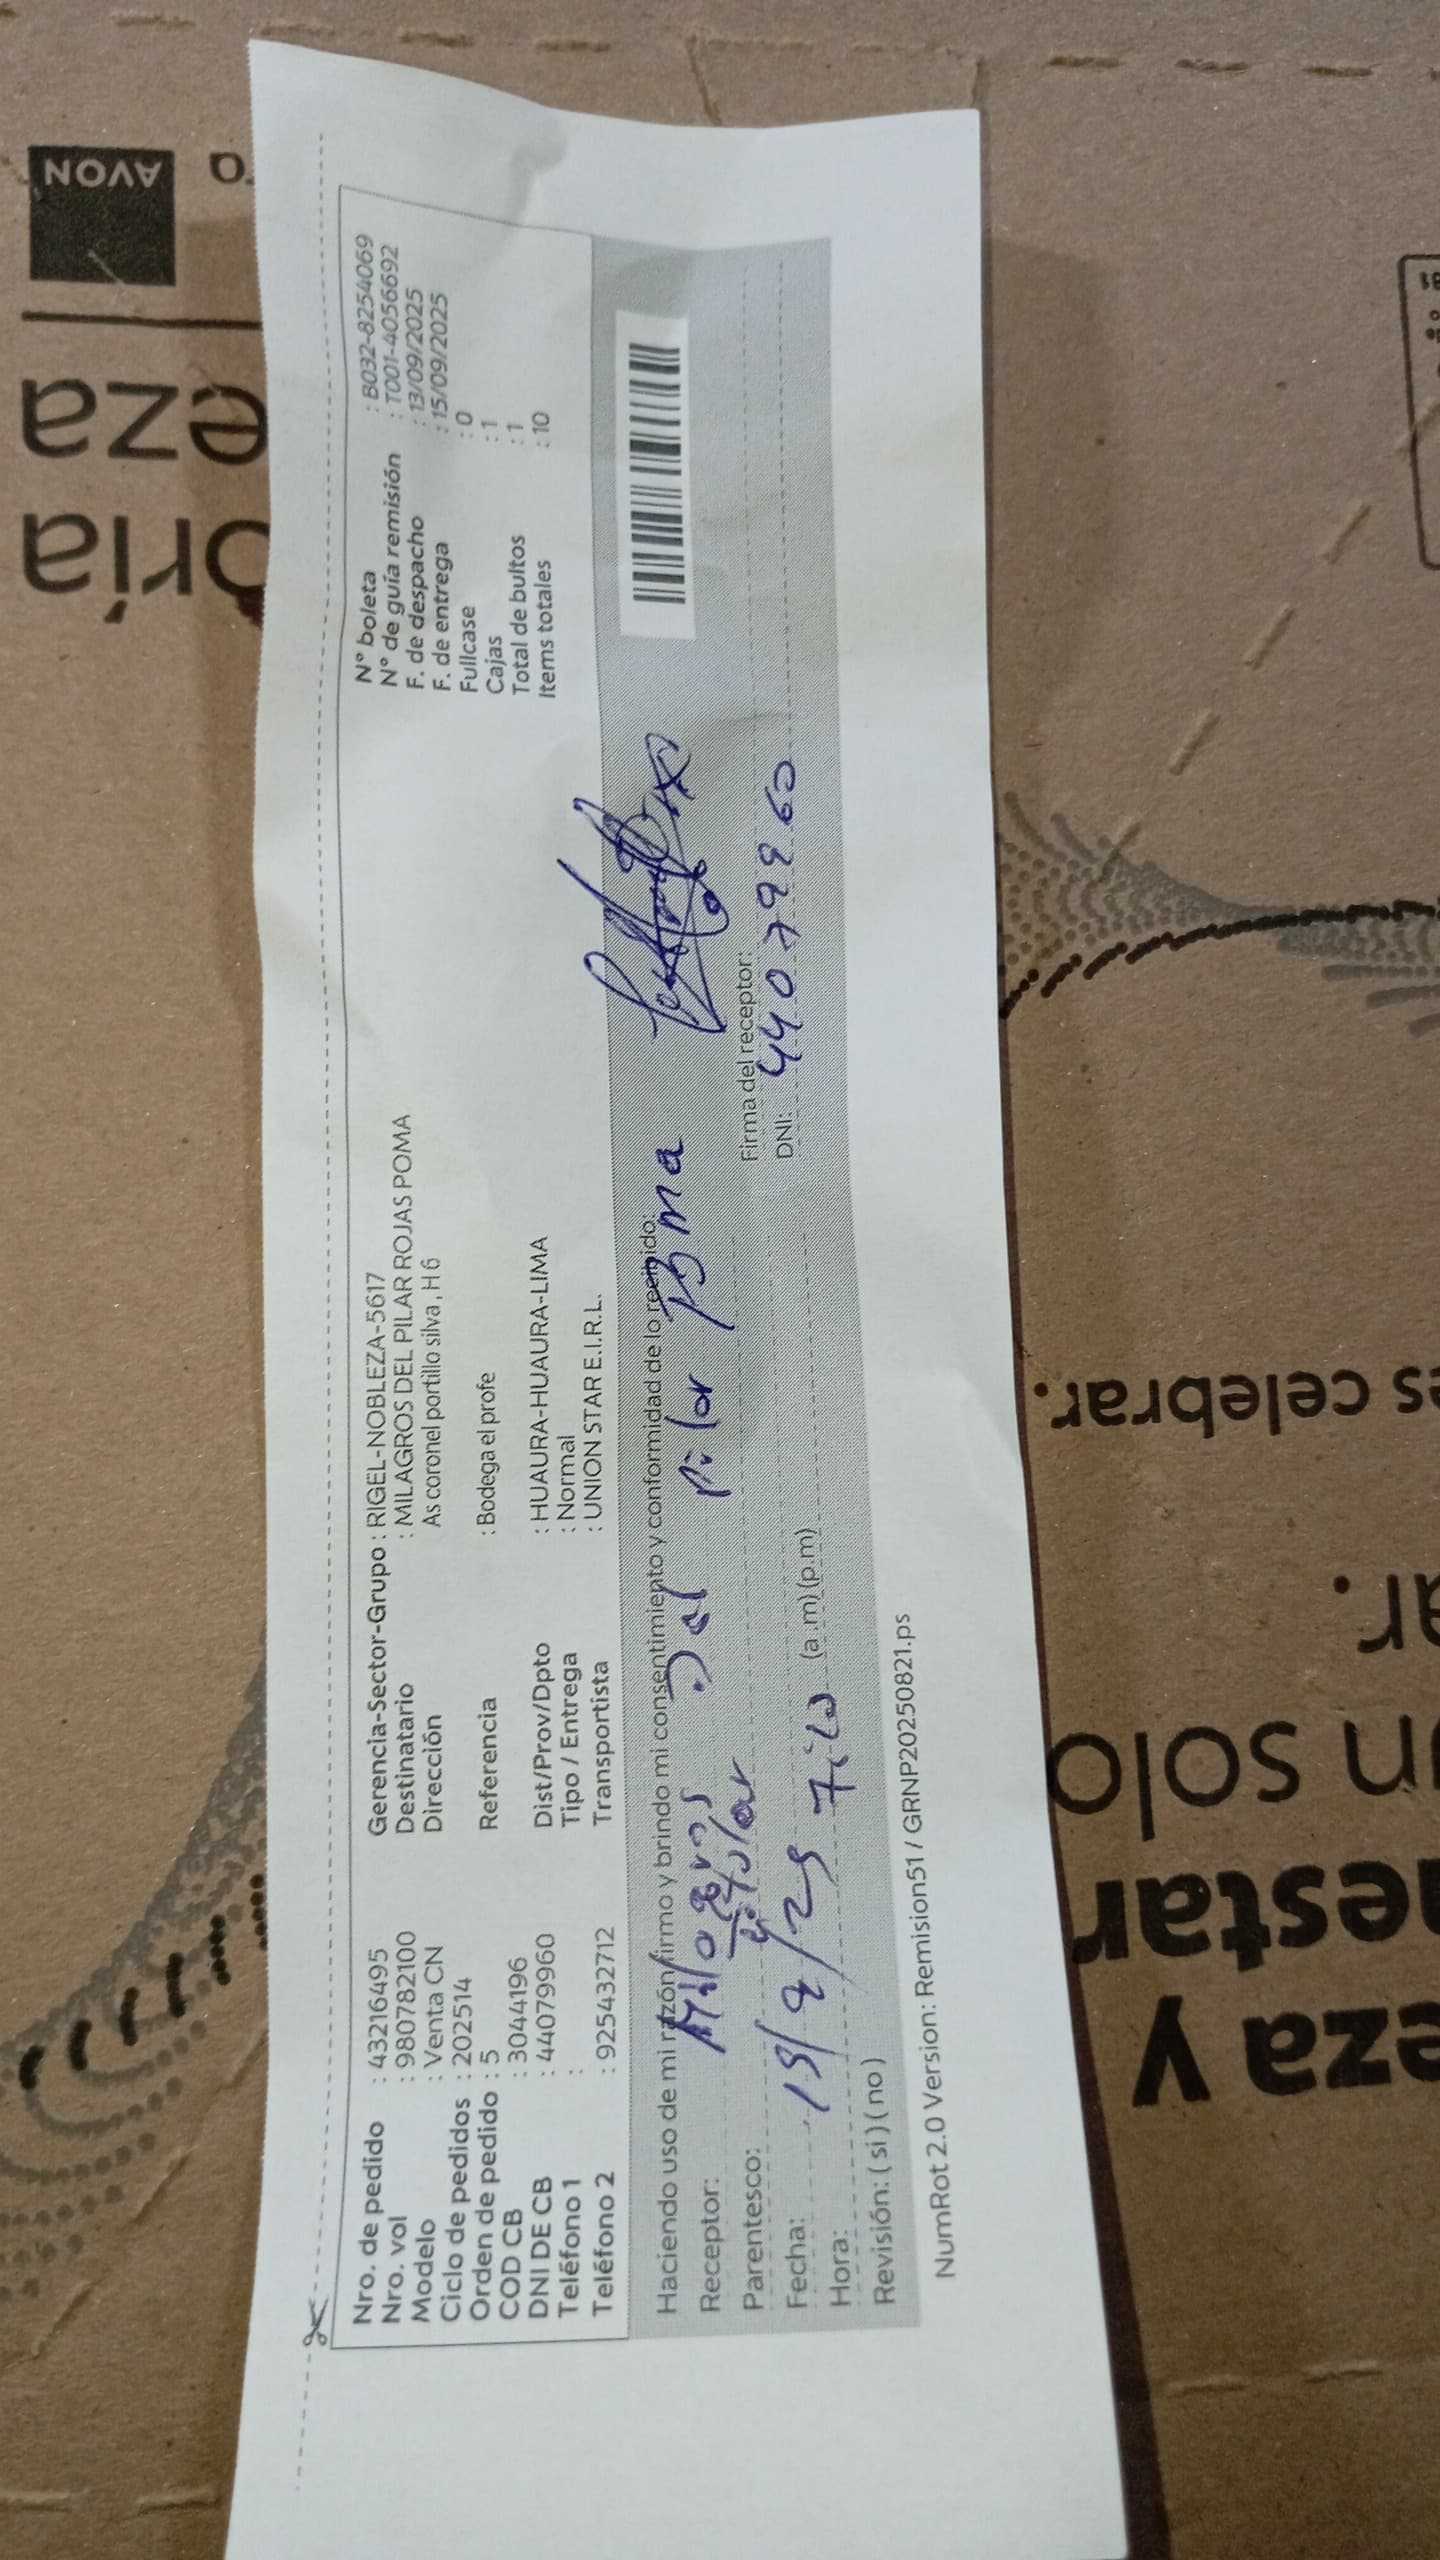 Nro. de pedido : 43216495
Nro. vol : 980782100
Modelo : Venta CN
Ciclo de pedidos : 202514
Orden de pedido : 5
COD CB : 3044196
DNI DE CB : 44079960
Teléfono 1 :
Teléfono 2 : 925432712
Gerencia-Sector-Grupo : RIGEL-NOBLEZA-5617
Destinatario : MILAGROS DEL PILAR ROJAS POMA
Dirección As coronel portillo silva , H 6
Referencia : Bodega el profe
Dist/Prov/Dpto : HUAURA-HUAURA-LIMA
Tipo / Entrega : Normal
Transportista : UNION STAR E.I.R.L.
N° boleta : B032-8254069
N° de guía remisión : T001-4056692
F. de despacho : 13/09/2025
F. de entrega : 15/09/2025
Fullcase : 0
Cajas : 1
Total de bultos : 1
Items totales : 10
Haciendo uso de mi razón firmo y brindo mi consentimiento y conformidad de lo recibido:
Receptor: Milagros Del Pilar Poma
Parentesco: titular
Firma del receptor:
Fecha: 15/9/25
DNI: 44079960
Hora: (a.m) (p.m)
Revisión: ( si ) ( no )
NumRot 2.0 Version: Remision51 / GRNP20250821.ps
AVON
eza
oria
es celebrar.
ar.
un solo
nestar
eza y